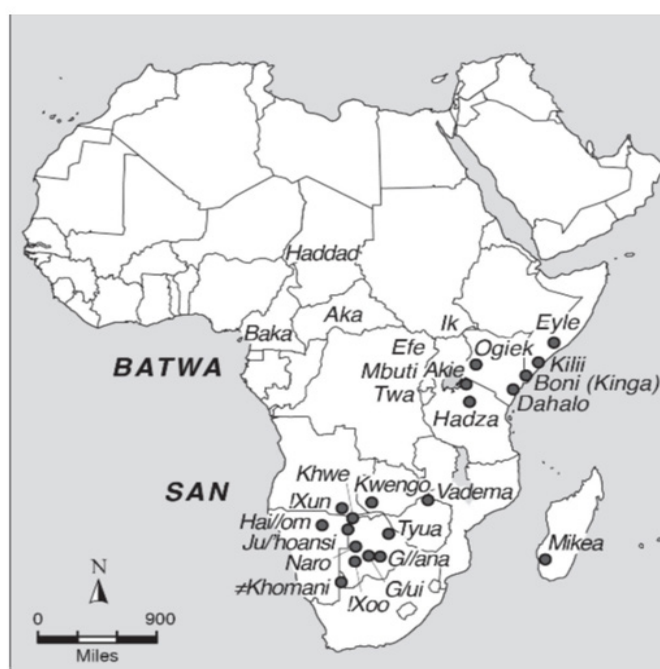 Haddad
Aka
Baka
Ik
Eyle
Efe
Ogiek
BATWA
Mbuti
Akie
Kilii
Boni (Kinga)
Twa
Dahalo
Hadza
Khwe
SAN
Kwengo
Vadema
!Xun
Hai//om
Tyua
Ju/'hoansi
Mikea
Naro
G//ana
≠Khomani
G/ui
!Xoo
N
0 900
Miles